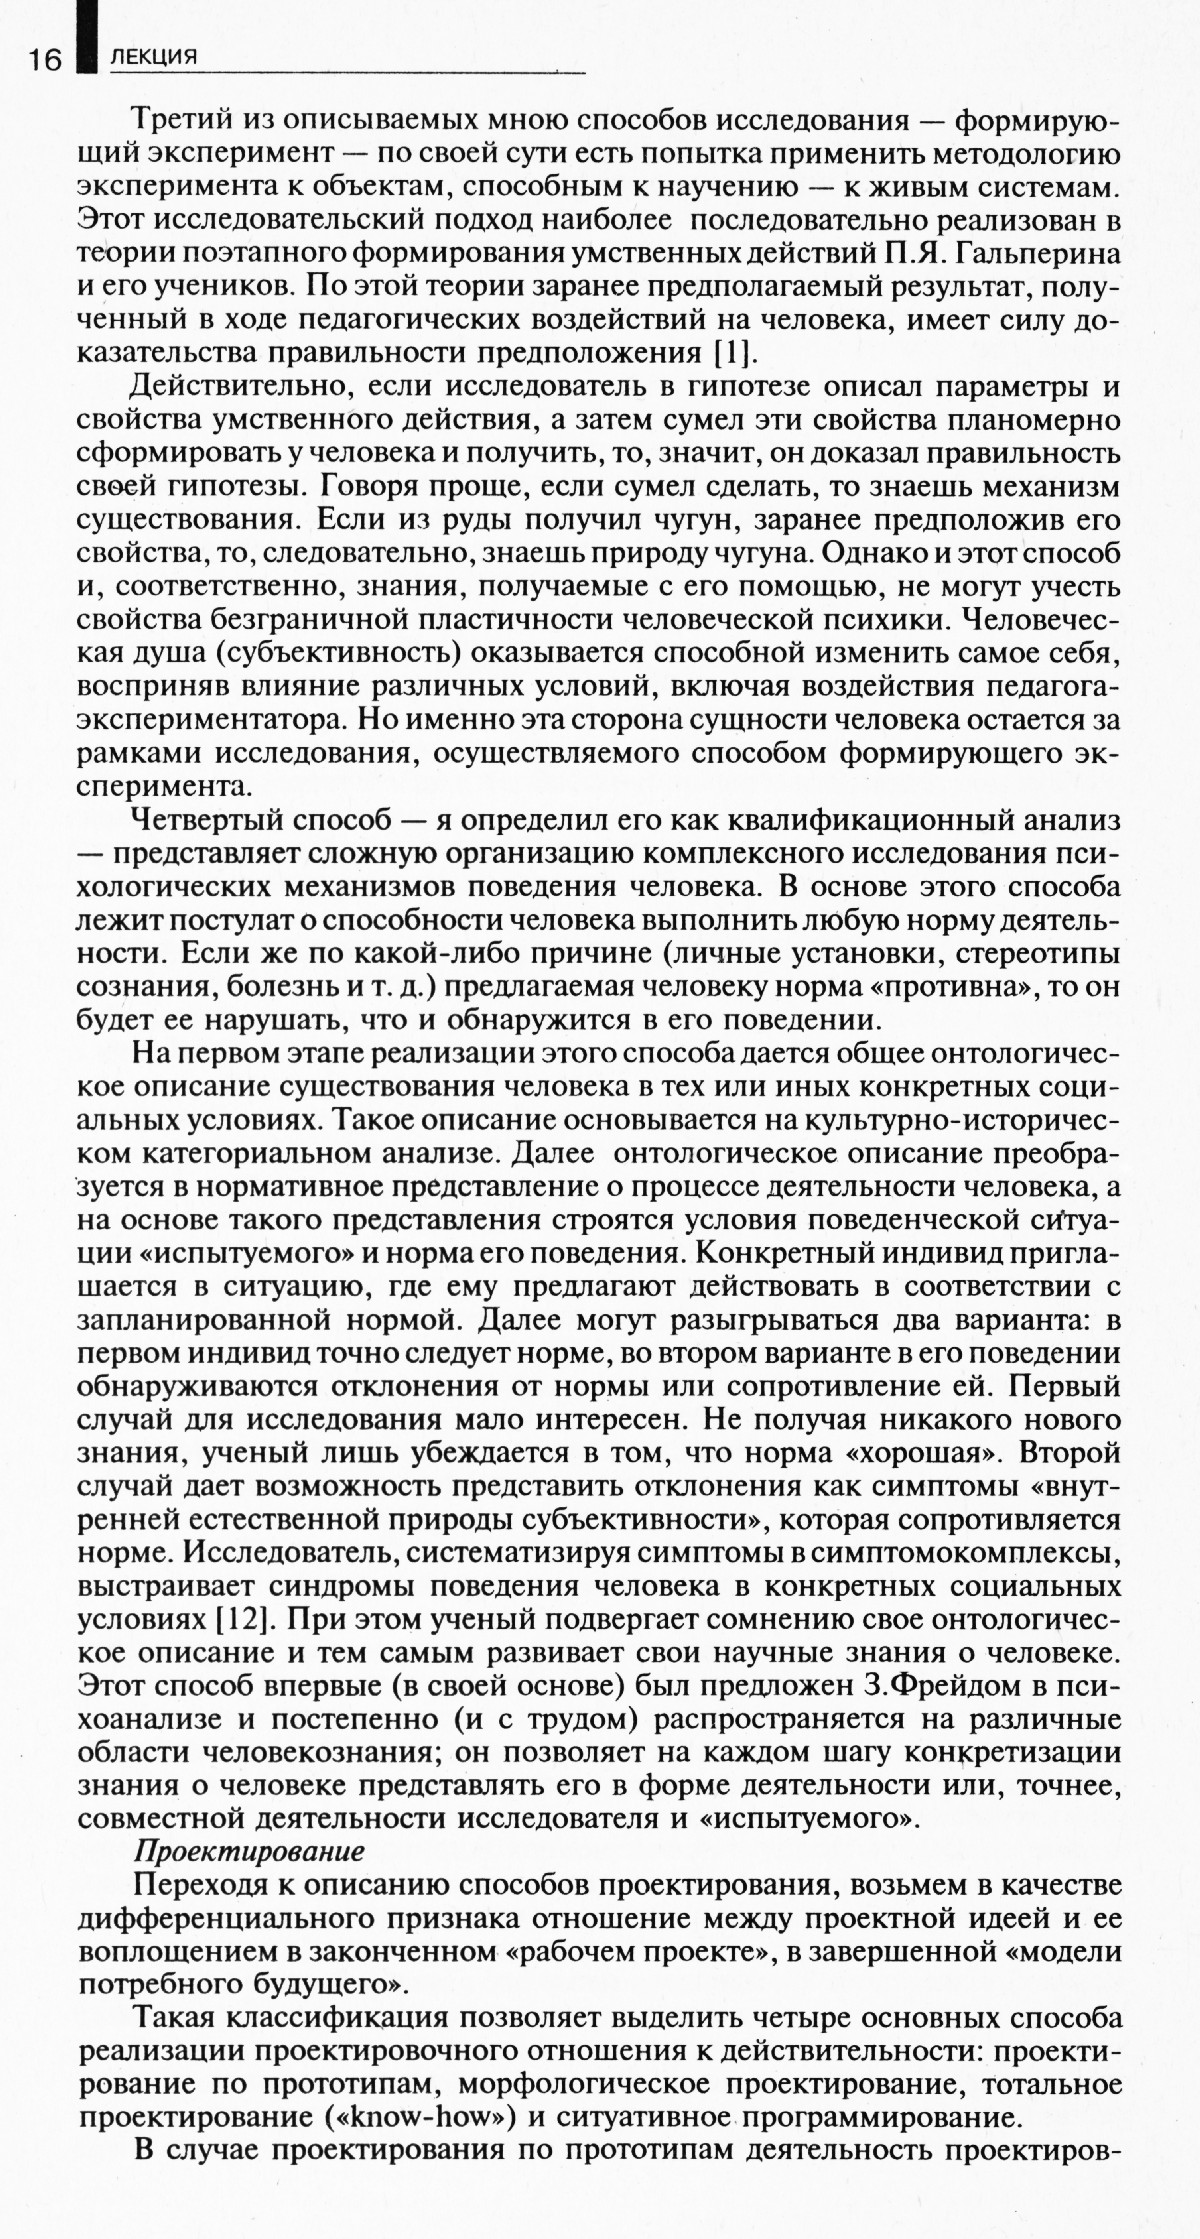 16
ЛЕКЦИЯ
Третий из описываемых мною способов исследования — формирую-
щий эксперимент — по своей сути есть попытка применить методологию
эксперимента к объектам, способным к научению — к живым системам.
Этот исследовательский подход наиболее последовательно реализован в
теории поэтапного формирования умственных действий П.Я. Гальперина
и его учеников. По этой теории заранее предполагаемый результат, полу-
ченный в ходе педагогических воздействий на человека, имеет силу до-
казательства правильности предположения [1].
Действительно, если исследователь в гипотезе описал параметры и
свойства умственного действия, а затем сумел эти свойства планомерно
сформировать у человека и получить, то, значит, он доказал правильность
своей гипотезы. Говоря проще, если сумел сделать, то знаешь механизм
существования. Если из руды получил чугун, заранее предположив его
свойства, то, следовательно, знаешь природу чугуна. Однако и этот способ
и, соответственно, знания, получаемые с его помощью, не могут учесть
свойства безграничной пластичности человеческой психики. Человечес-
кая душа (субъективность) оказывается способной изменить самое себя,
восприняв влияние различных условий, включая воздействия педагога-
экспериментатора. Но именно эта сторона сущности человека остается за
рамками исследования, осуществляемого способом формирующего эк-
сперимента.
Четвертый способ — я определил его как квалификационный анализ
— представляет сложную организацию комплексного исследования пси-
хологических механизмов поведения человека. В основе этого способа
лежит постулат о способности человека выполнить любую норму деятель-
ности. Если же по какой-либо причине (личные установки, стереотипы
сознания, болезнь и т. д.) предлагаемая человеку норма «противна», то он
будет ее нарушать, что и обнаружится в его поведении.
На первом этапе реализации этого способа дается общее онтологичес-
кое описание существования человека в тех или иных конкретных соци-
альных условиях. Такое описание основывается на культурно-историчес-
ком категориальном анализе. Далее онтологическое описание преобра-
зуется в нормативное представление о процессе деятельности человека, а
на основе такого представления строятся условия поведенческой ситуа-
ции «испытуемого» и норма его поведения. Конкретный индивид пригла-
шается в ситуацию, где ему предлагают действовать в соответствии с
запланированной нормой. Далее могут разыгрываться два варианта: в
первом индивид точно следует норме, во втором варианте в его поведении
обнаруживаются отклонения от нормы или сопротивление ей. Первый
случай для исследования мало интересен. Не получая никакого нового
знания, ученый лишь убеждается в том, что норма «хорошая». Второй
случай дает возможность представить отклонения как симптомы «внут-
ренней естественной природы субъективности», которая сопротивляется
норме. Исследователь, систематизируя симптомы в симптомокомплексы,
выстраивает синдромы поведения человека в конкретных социальных
условиях [12]. При этом ученый подвергает сомнению свое онтологичес-
кое описание и тем самым развивает свои научные знания о человеке.
Этот способ впервые (в своей основе) был предложен З.Фрейдом в пси-
хоанализе и постепенно (и с трудом) распространяется на различные
области человекознания; он позволяет на каждом шагу конкретизации
знания о человеке представлять его в форме деятельности или, точнее,
совместной деятельности исследователя и «испытуемого».
Проектирование
Переходя к описанию способов проектирования, возьмем в качестве
дифференциального признака отношение между проектной идеей и ее
воплощением в законченном «рабочем проекте», в завершенной «модели
потребного будущего».
Такая классификация позволяет выделить четыре основных способа
реализации проектировочного отношения к действительности: проекти-
рование по прототипам, морфологическое проектирование, тотальное
проектирование («know-how») и ситуативное программирование.
В случае проектирования по прототипам деятельность проектиров-